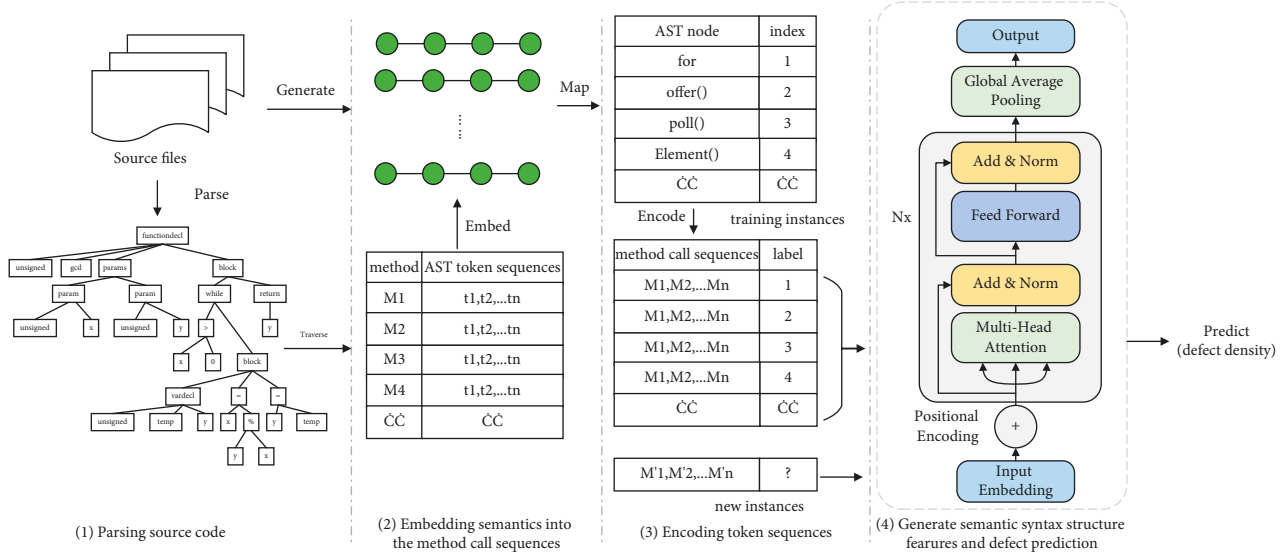 Source files
Generate
Parse
functiondecl
unsigned
gcd
params
block
param
param
while
return
unsigned
x
unsigned
y
>
y
x
0
block
vardecl
=
=
unsigned
temp
y
x
%
y
temp
y
x
Traverse
(1) Parsing source code
......
Embed
method AST token sequences
M1 t1,t2,...tn
M2 t1,t2,...tn
M3 t1,t2,...tn
M4 t1,t2,...tn
ĊĊ ĊĊ
(2) Embedding semantics into
the method call sequences
Map
AST node index
for 1
offer() 2
poll() 3
Element() 4
ĊĊ ĊĊ
Encode
training instances
method call sequences label
M1,M2,...Mn 1
M1,M2,...Mn 2
M1,M2,...Mn 3
M1,M2,...Mn 4
ĊĊ ĊĊ
M'1,M'2,...M'n ?
new instances
(3) Encoding token sequences
Output
Global Average
Pooling
Add & Norm
Nx
Feed Forward
Add & Norm
Multi-Head
Attention
Positional
Encoding
+
Input
Embedding
(4) Generate semantic syntax structure
fearures and defect prediction
Predict
(defect density)